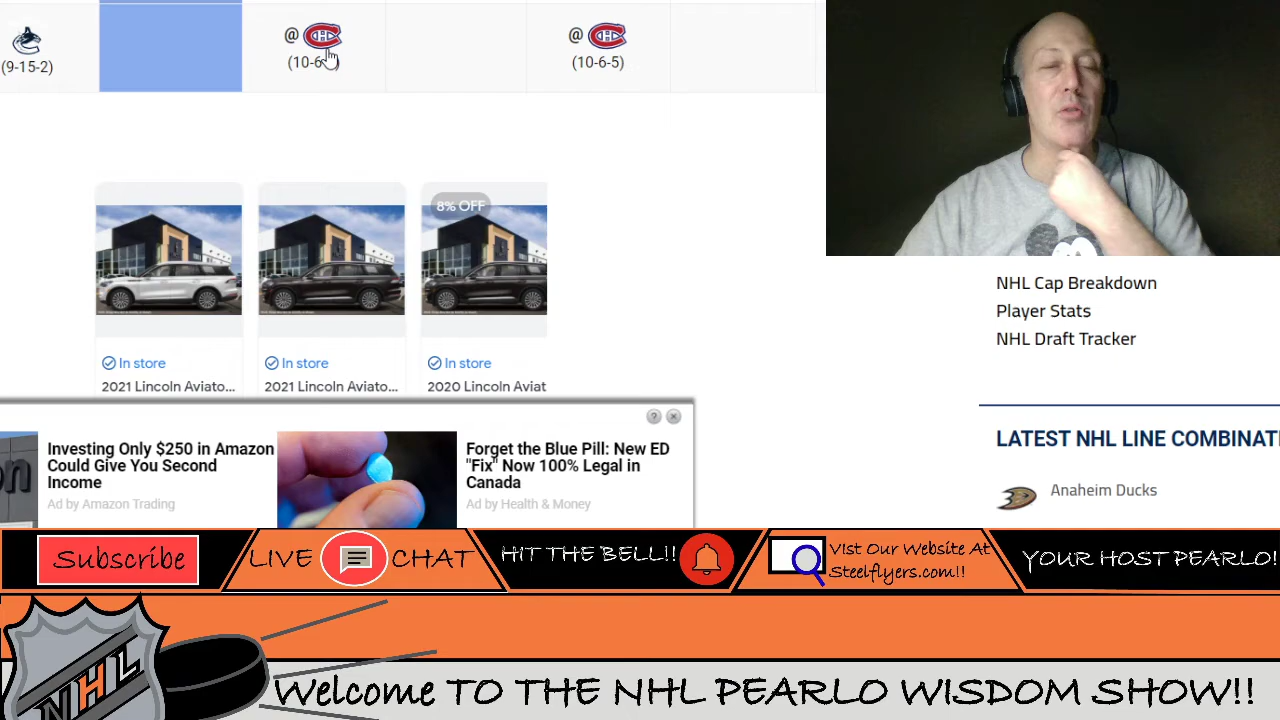 @
@
(9-15-2)
(10-6
)
(10-6-5)
8% OFF
In store
In store
In store
2021 Lincoln Aviato...
2021 Lincoln Aviato...
2020 Lincoln Aviat
NHL Cap Breakdown
Player Stats
NHL Draft Tracker
LATEST NHL LINE COMBINATI
Anaheim Ducks
Investing Only $250 in Amazon
Could Give You Second
Income
Ad by Amazon Trading
Forget the Blue Pill: New ED
"Fix" Now 100% Legal in
Canada
Ad by Health & Money
Subscribe
LIVE
CHAT
HIT THE BELL!!
VIst Our Website At
Steelflyers.com!!
YOUR HOST PEARLO!
NHL
Welcome TO THE NHL PEARLO WISDOM SHOW!!